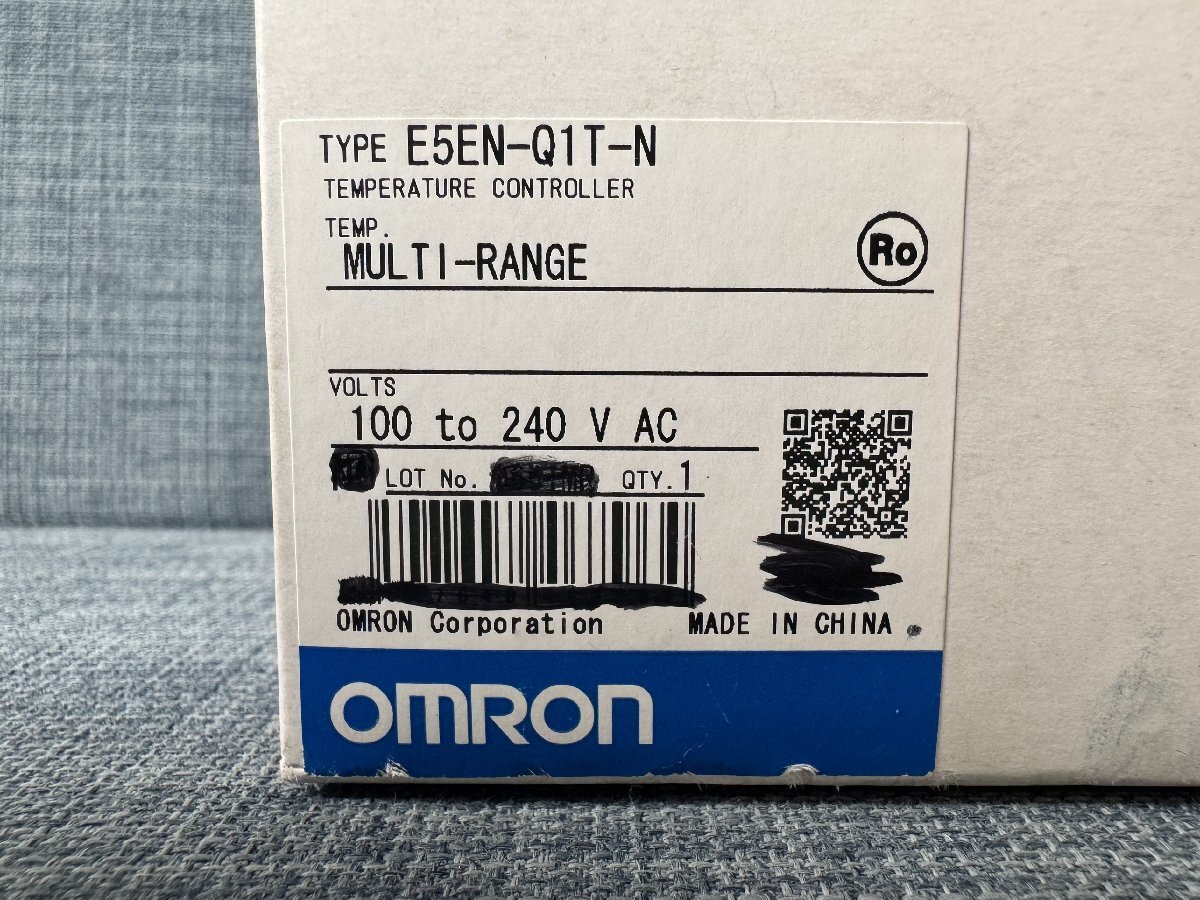 TYPE E5EN-Q1T-N
TEMPERATURE CONTROLLER
TEMP.
MULTI-RANGE
Ro
VOLTS
100 to 240 V AC
LOT No. QTY.1
OMRON Corporation MADE IN CHINA
OMRON